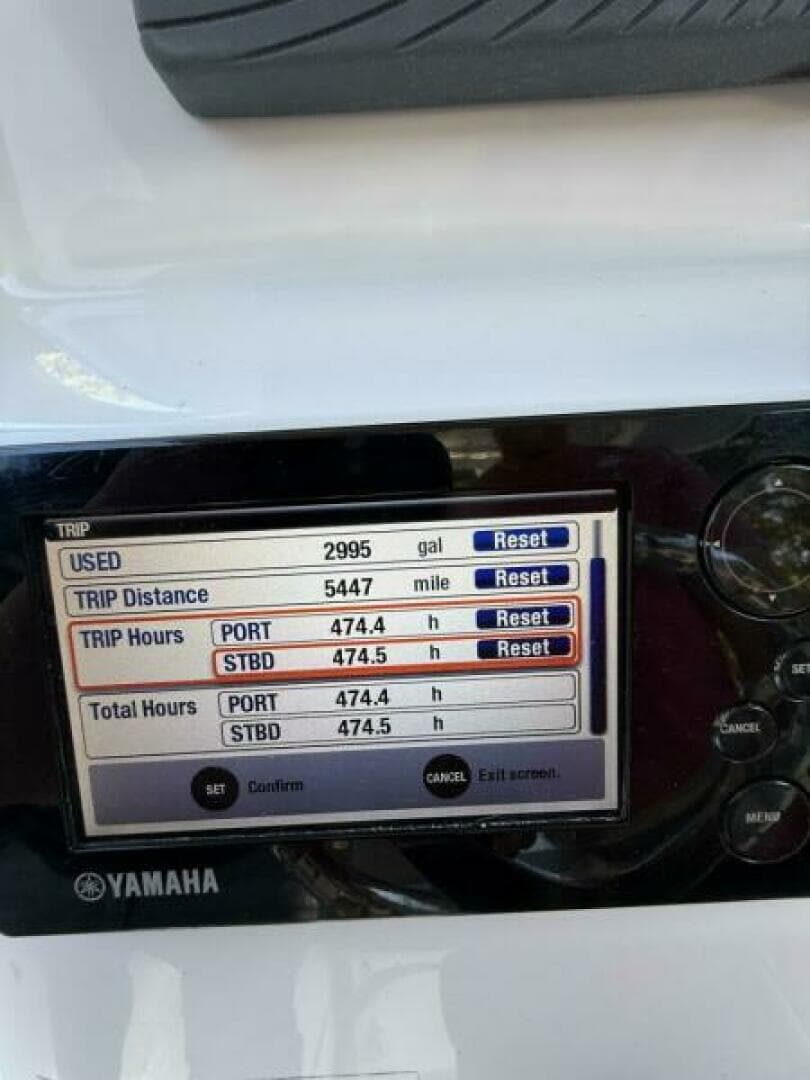 TRIP
USED 2995 gal Reset
TRIP Distance 5447 mile Reset
TRIP Hours PORT 474.4 h Reset
STBD 474.5 h Reset
Total Hours PORT 474.4 h
STBD 474.5 h
SET Confirm CANCEL Exit screen.
SET
CANCEL
MENU
YAMAHA